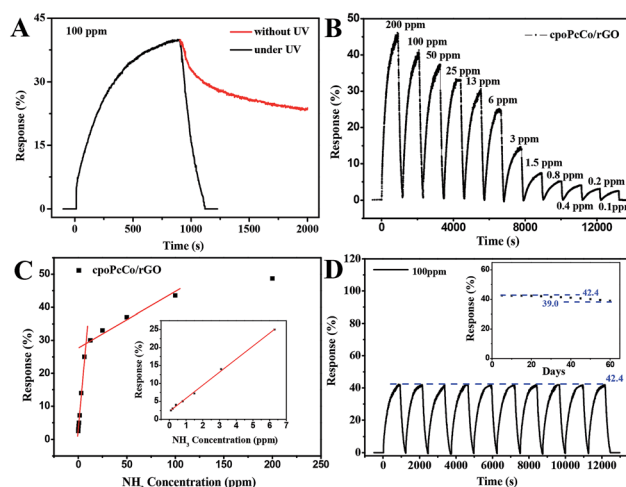 A
100 ppm
without UV
under UV
45
30
15
0
Response (%)
0
500
1000
1500
2000
Time (s)
B
cpoPcCo/rGO
200 ppm
100 ppm
50 ppm
25 ppm
13 ppm
6 ppm
3 ppm
1.5 ppm
0.8 ppm
0.4 ppm
0.2 ppm
0.1ppm
50
40
30
20
10
0
Response (%)
0
4000
8000
12000
Time (s)
C
cpoPcCo/rGO
60
50
40
30
20
10
0
Response (%)
0
50
100
150
200
250
NH3 Concentration (ppm)
25
20
15
10
5
0
Response (%)
0
1
2
3
4
5
6
7
NH3 Concentration (ppm)
D
100ppm
120
100
80
60
40
20
0
Response (%)
0
2000
4000
6000
8000
10000
12000
Time (s)
42.4
60
40
20
0
Response (%)
42.4
39.0
0
20
40
60
Days